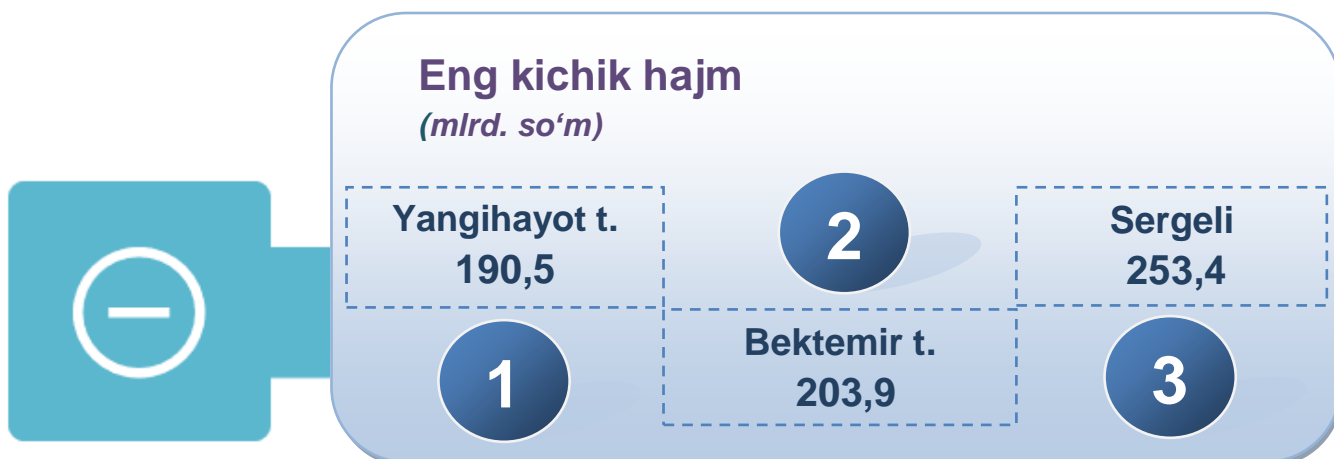 Eng kichik hajm
(mlrd. so‘m)
Yangihayot t.
190,5
1
2
Bektemir t.
203,9
Sergeli
253,4
3